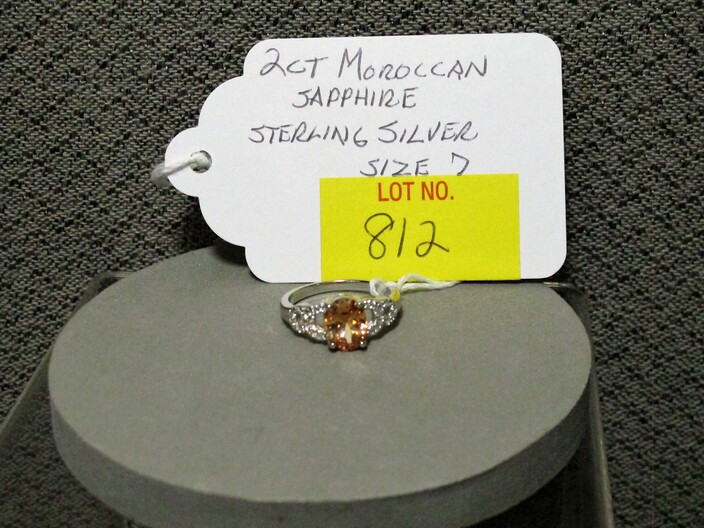 2CT MOROCCAN
SAPPHIRE
STERLING SILVER
SIZE 7
LOT NO.
812